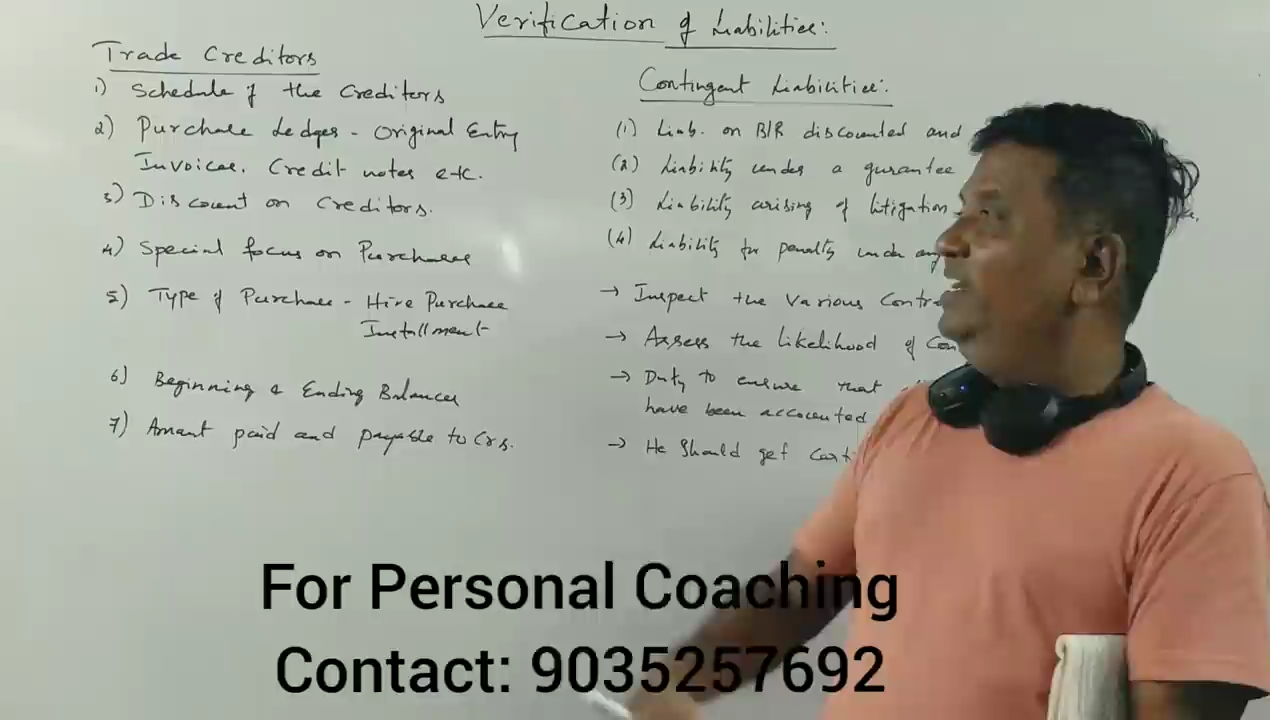 Verification of Liabilities:
Trade Creditors
1) Schedule of the Creditors
2) Purchase Ledger - Original Entry
Invoices, Credit notes etc.
3) Discount on Creditors.
4) Special focus on Purchases
5) Type of Purchase - Hire Purchase
Installment
6) Beginning & Ending Balances
7) Amant paid and payable to Crs.
Contingent Liabilities:
(1) Liab. on B/R discounted and
(2) Liability under a gurantee
(3) Liability arising of litigation
(4) Liability for penalty under any
→ Inspect the various Contr
→ Assess the likelihood of Con
→ Duty to ensure that
have been accounted
→ He Should get Certi
For Personal Coaching
Contact: 9035257692